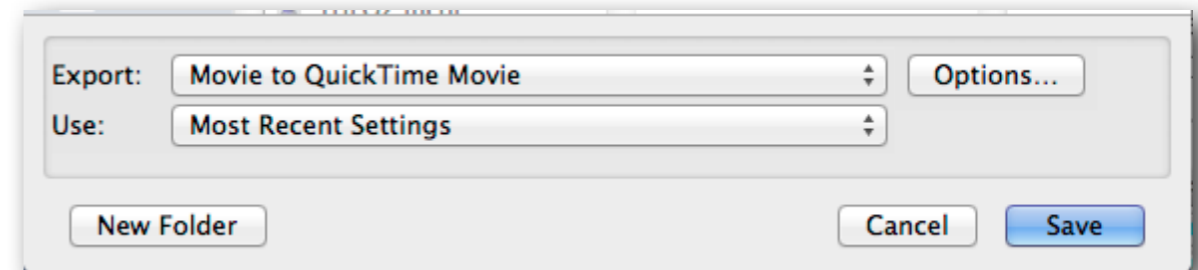 Export: Movie to QuickTime Movie Options...
Use: Most Recent Settings
New Folder Cancel Save